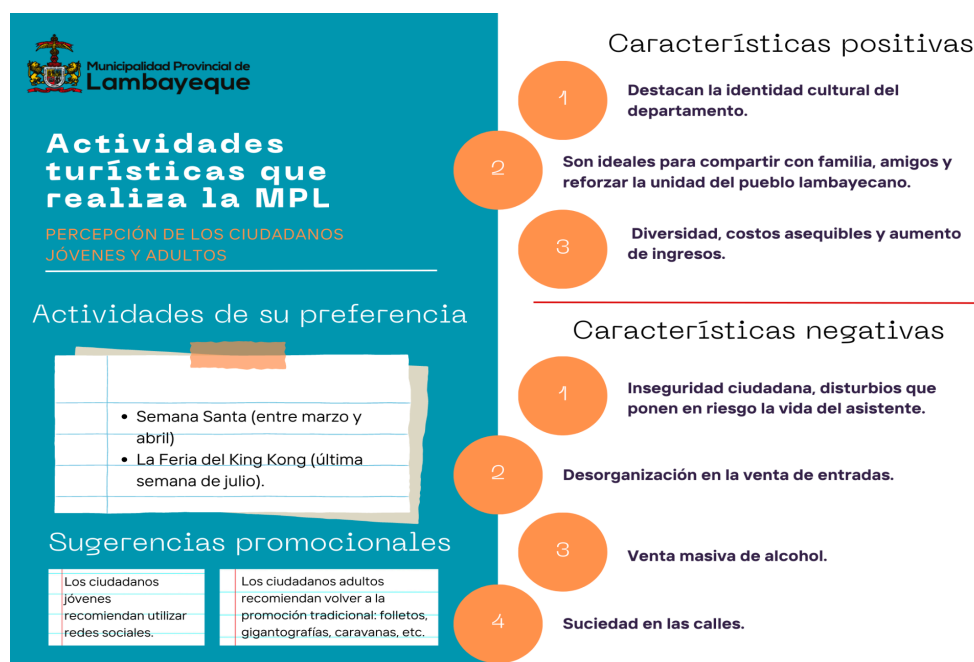 Municipalidad Provincial de
Lambayeque
Actividades
turísticas que
realiza la MPL
PERCEPCIÓN DE LOS CIUDADANOS
JÓVENES Y ADULTOS
Actividades de su preferencia
• Semana Santa (entre marzo y
abril)
• La Feria del King Kong (última
semana de julio).
Sugerencias promocionales
Los ciudadanos
jóvenes
recomiendan utilizar
redes sociales.
Los ciudadanos adultos
recomiendan volver a la
promoción tradicional: folletos,
gigantografías, caravanas, etc.
Características positivas
1
Destacan la identidad cultural del
departamento.
2
Son ideales para compartir con familia, amigos y
reforzar la unidad del pueblo lambayecano.
3
Diversidad, costos asequibles y aumento
de ingresos.
Características negativas
1
Inseguridad ciudadana, disturbios que
ponen en riesgo la vida del asistente.
2
Desorganización en la venta de entradas.
3
Venta masiva de alcohol.
4
Suciedad en las calles.